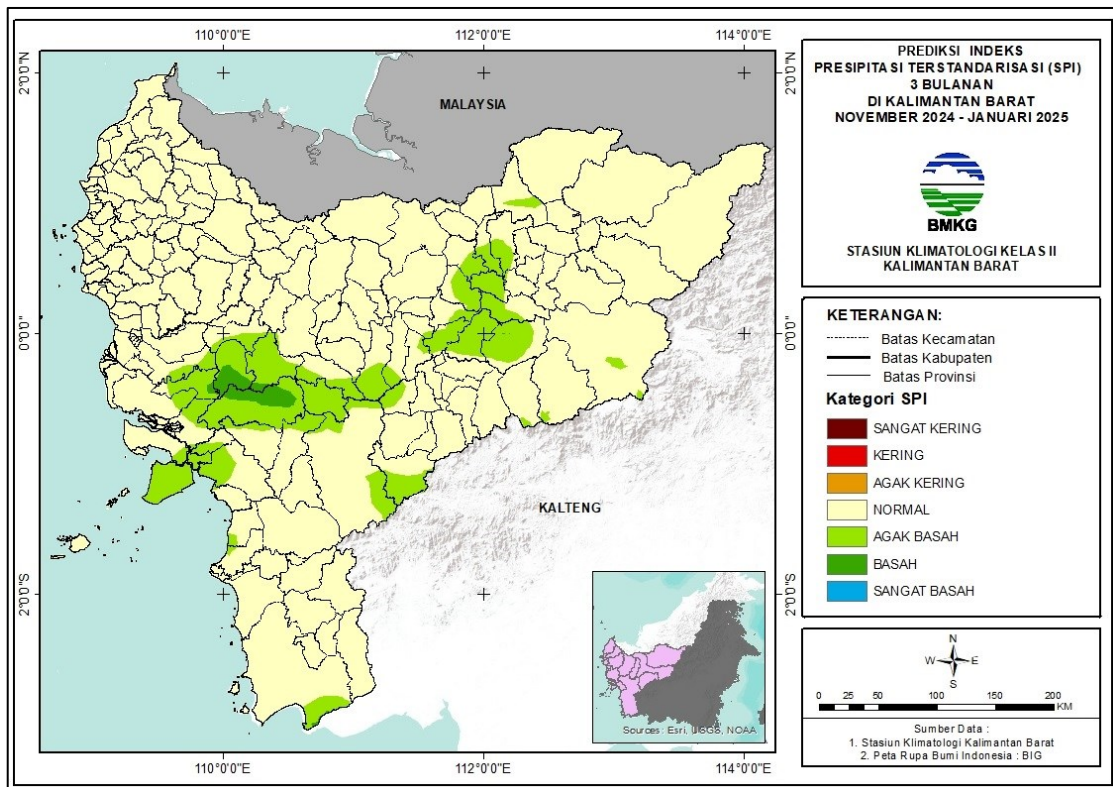 110°0'0"E
112°0'0"E
114°0'0"E
2°0'0"N
2°0'0"N
MALAYSIA
0°0'0"
0°0'0"
KALTENG
2°0'0"S
2°0'0"S
Sources: Esri, USGS, NOAA
110°0'0"E
112°0'0"E
114°0'0"E
PREDIKSI INDEKS
PRESIPITASI TERSTANDARISASI (SPI)
3 BULANAN
DI KALIMANTAN BARAT
NOVEMBER 2024 - JANUARI 2025
BMKG
STASIUN KLIMATOLOGI KELAS II
KALIMANTAN BARAT
KETERANGAN:
Batas Kecamatan
Batas Kabupaten
Batas Provinsi
Kategori SPI
SANGAT KERING
KERING
AGAK KERING
NORMAL
AGAK BASAH
BASAH
SANGAT BASAH
N
W E
S
0 25 50 100 150 200
KM
Sumber Data :
1. Stasiun Klimatologi Kalimantan Barat
2. Peta Rupa Bumi Indonesia : BIG